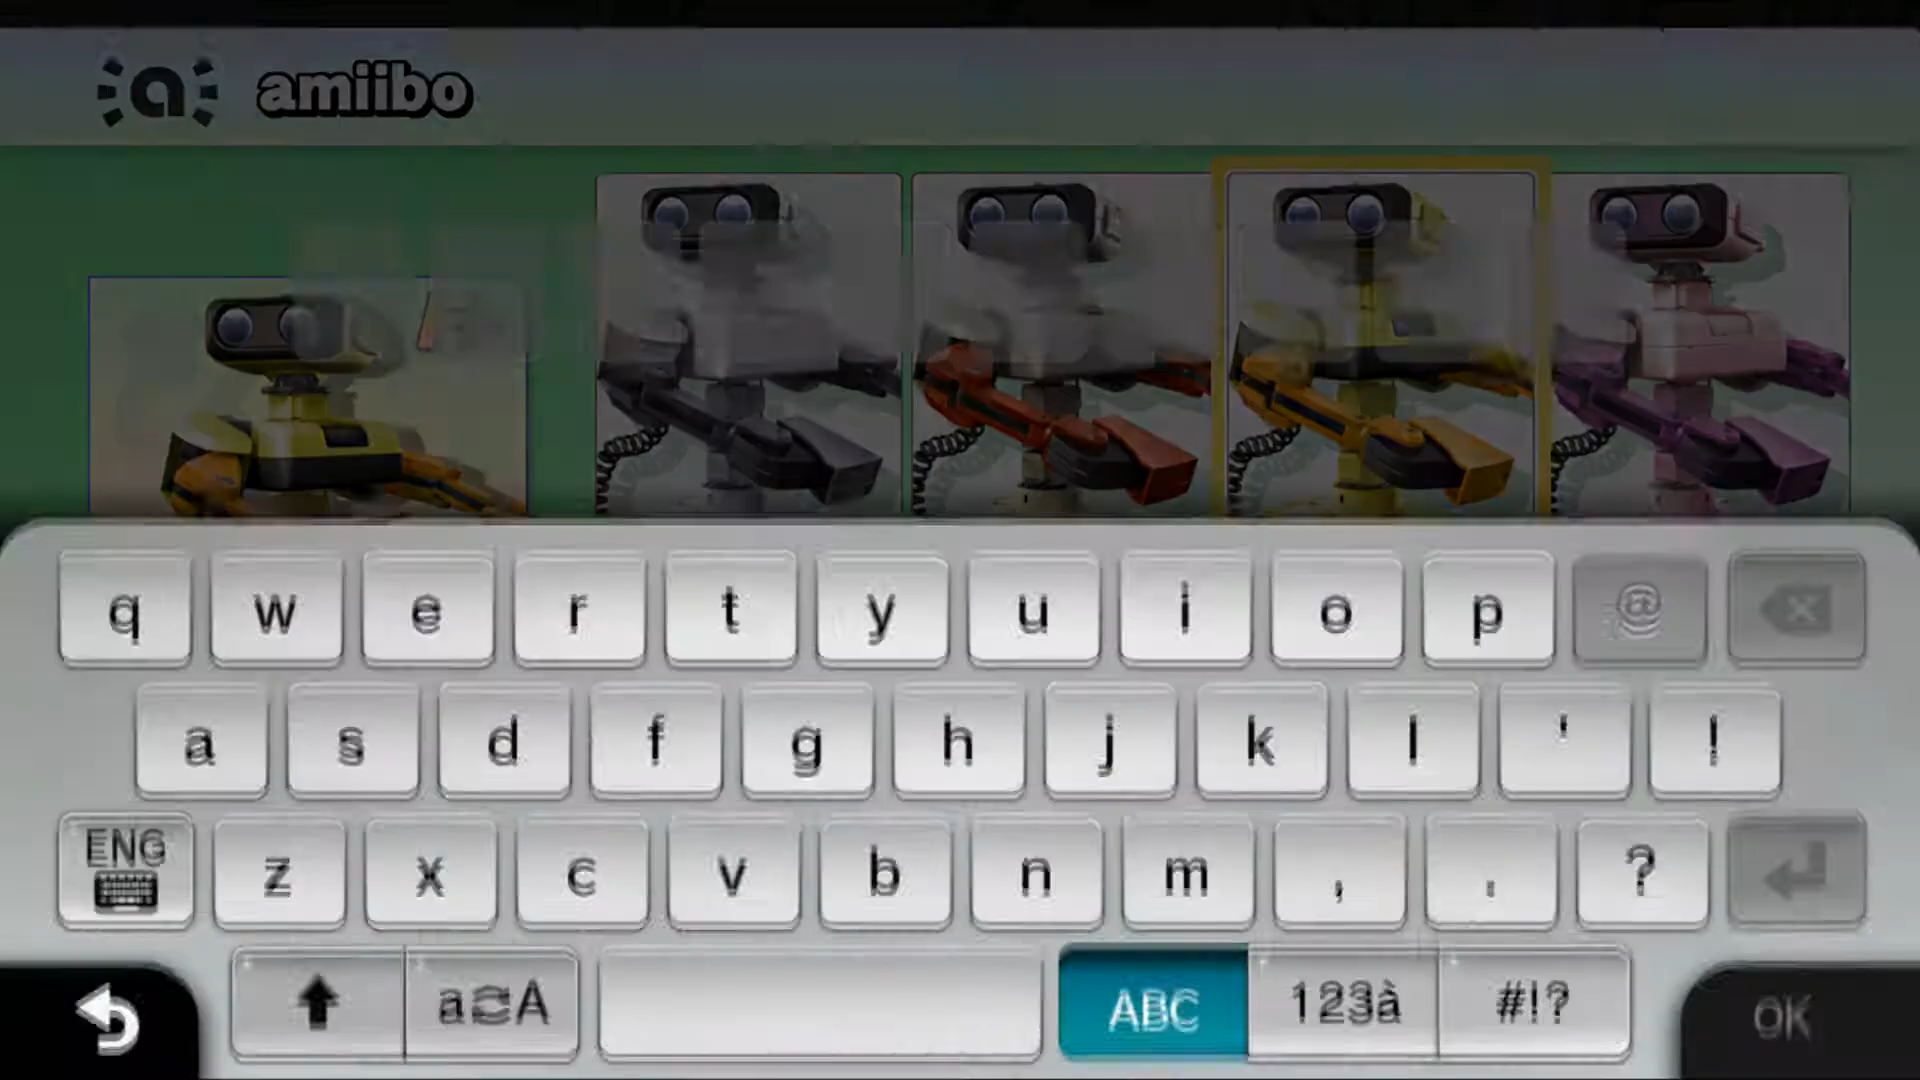 a amiibo
q w e r t y u i o p @
a s d f g h j k l ' !
ENG z x c v b n m , . ?
a A ABC 123à #!? OK